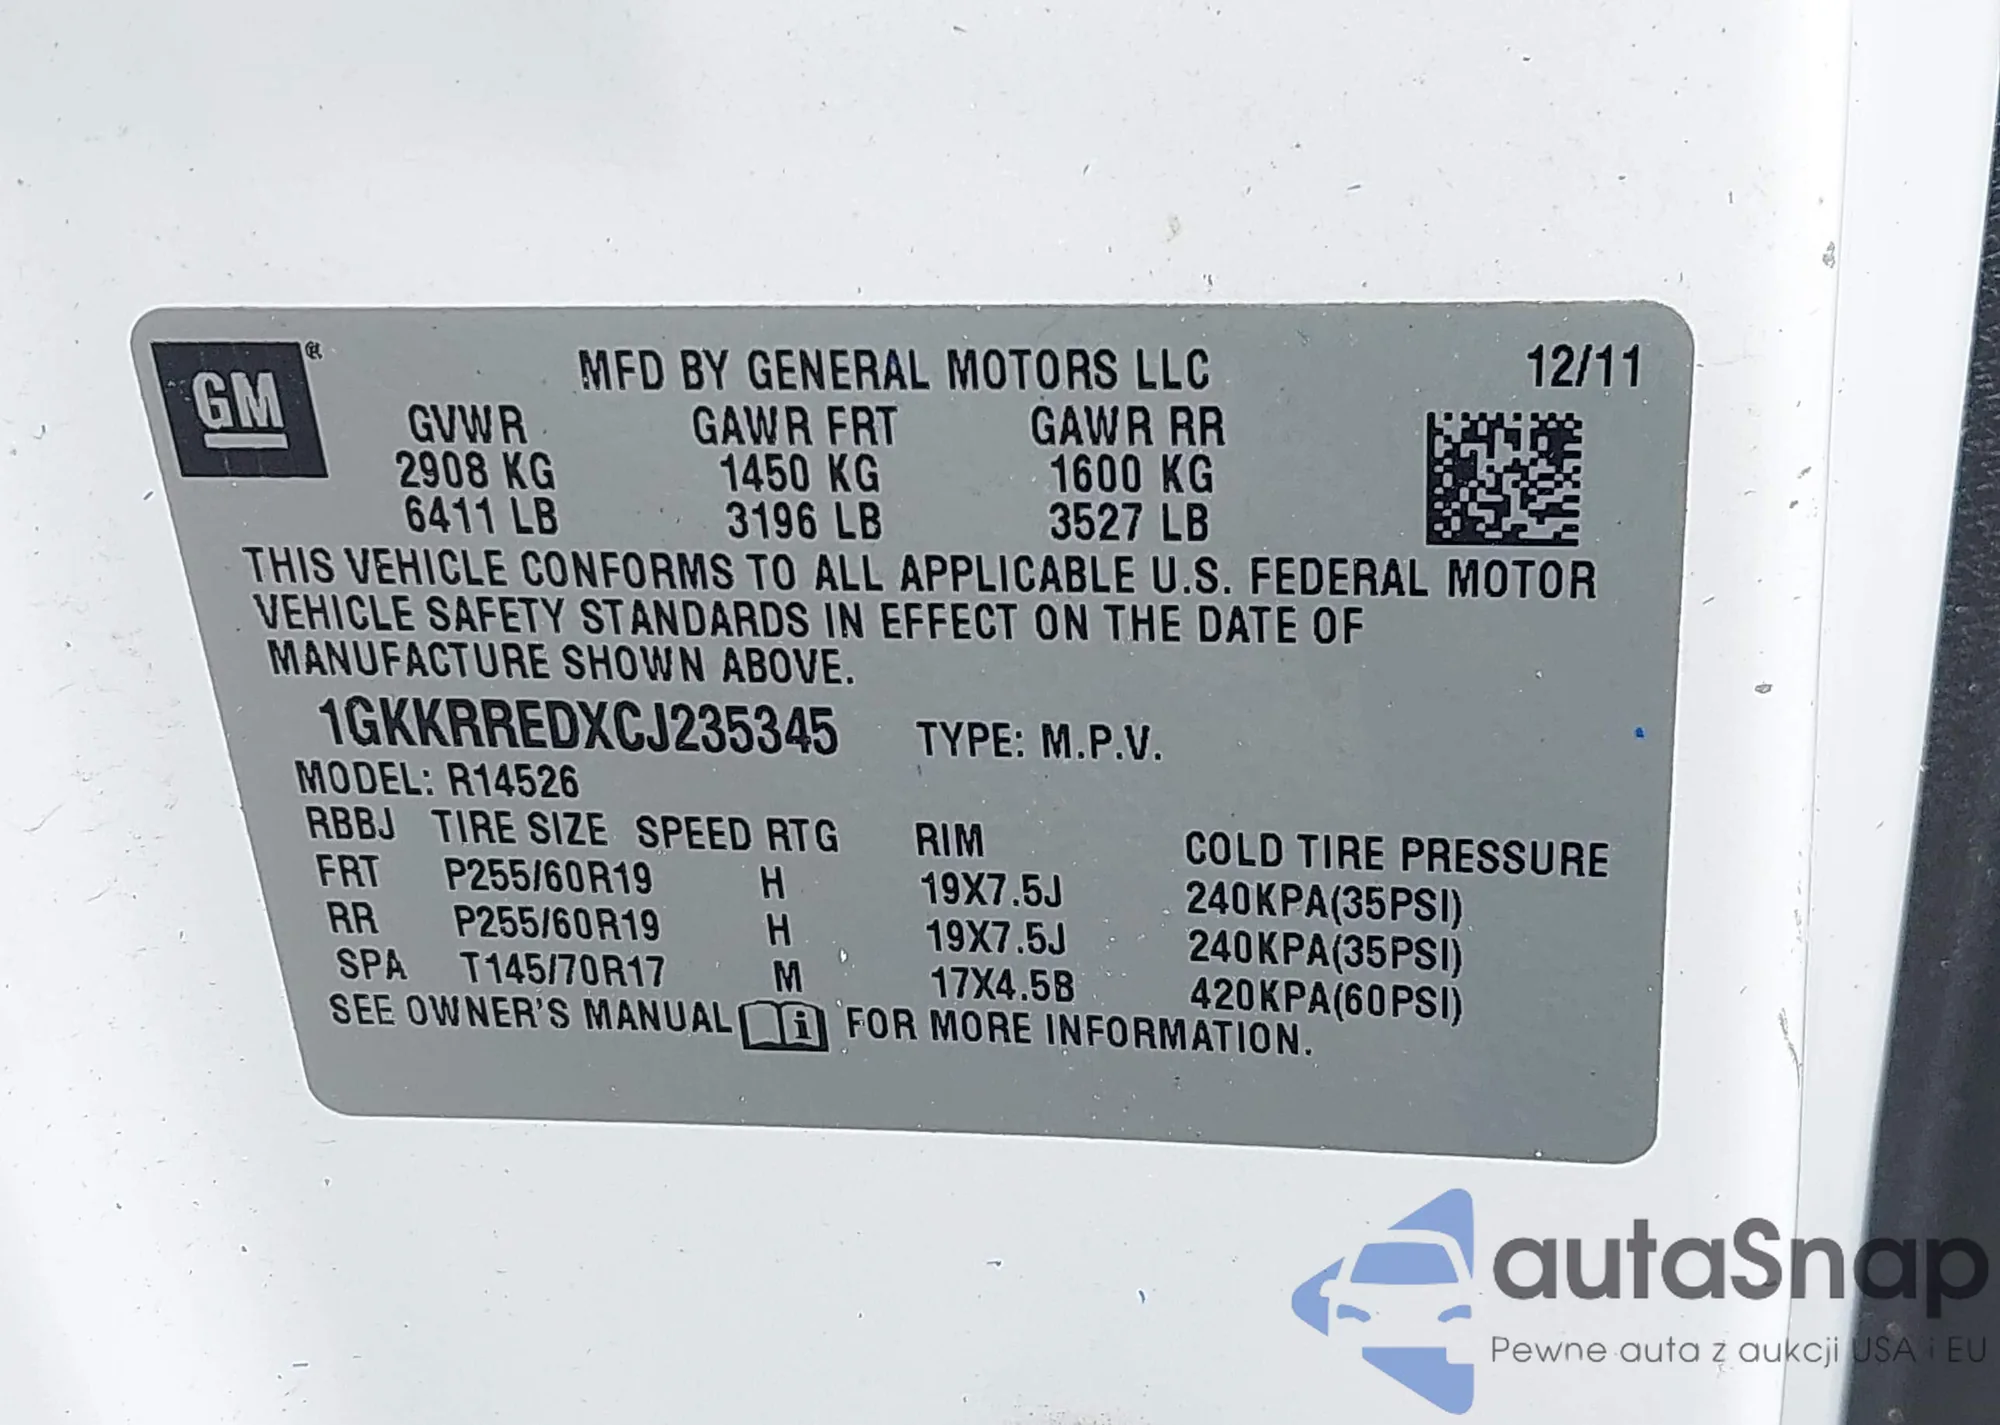 GM ®
MFD BY GENERAL MOTORS LLC 12/11
GVWR GAWR FRT GAWR RR
2908 KG 1450 KG 1600 KG
6411 LB 3196 LB 3527 LB
THIS VEHICLE CONFORMS TO ALL APPLICABLE U.S. FEDERAL MOTOR
VEHICLE SAFETY STANDARDS IN EFFECT ON THE DATE OF
MANUFACTURE SHOWN ABOVE.
1GKKRREDXCJ235345 TYPE: M.P.V.
MODEL: R14526
RBBJ TIRE SIZE SPEED RTG RIM COLD TIRE PRESSURE
FRT P255/60R19 H 19X7.5J 240KPA(35PSI)
RR P255/60R19 H 19X7.5J 240KPA(35PSI)
SPA T145/70R17 M 17X4.5B 420KPA(60PSI)
SEE OWNER'S MANUAL i FOR MORE INFORMATION.
autaSnap
Pewne auta z aukcji USA i EU